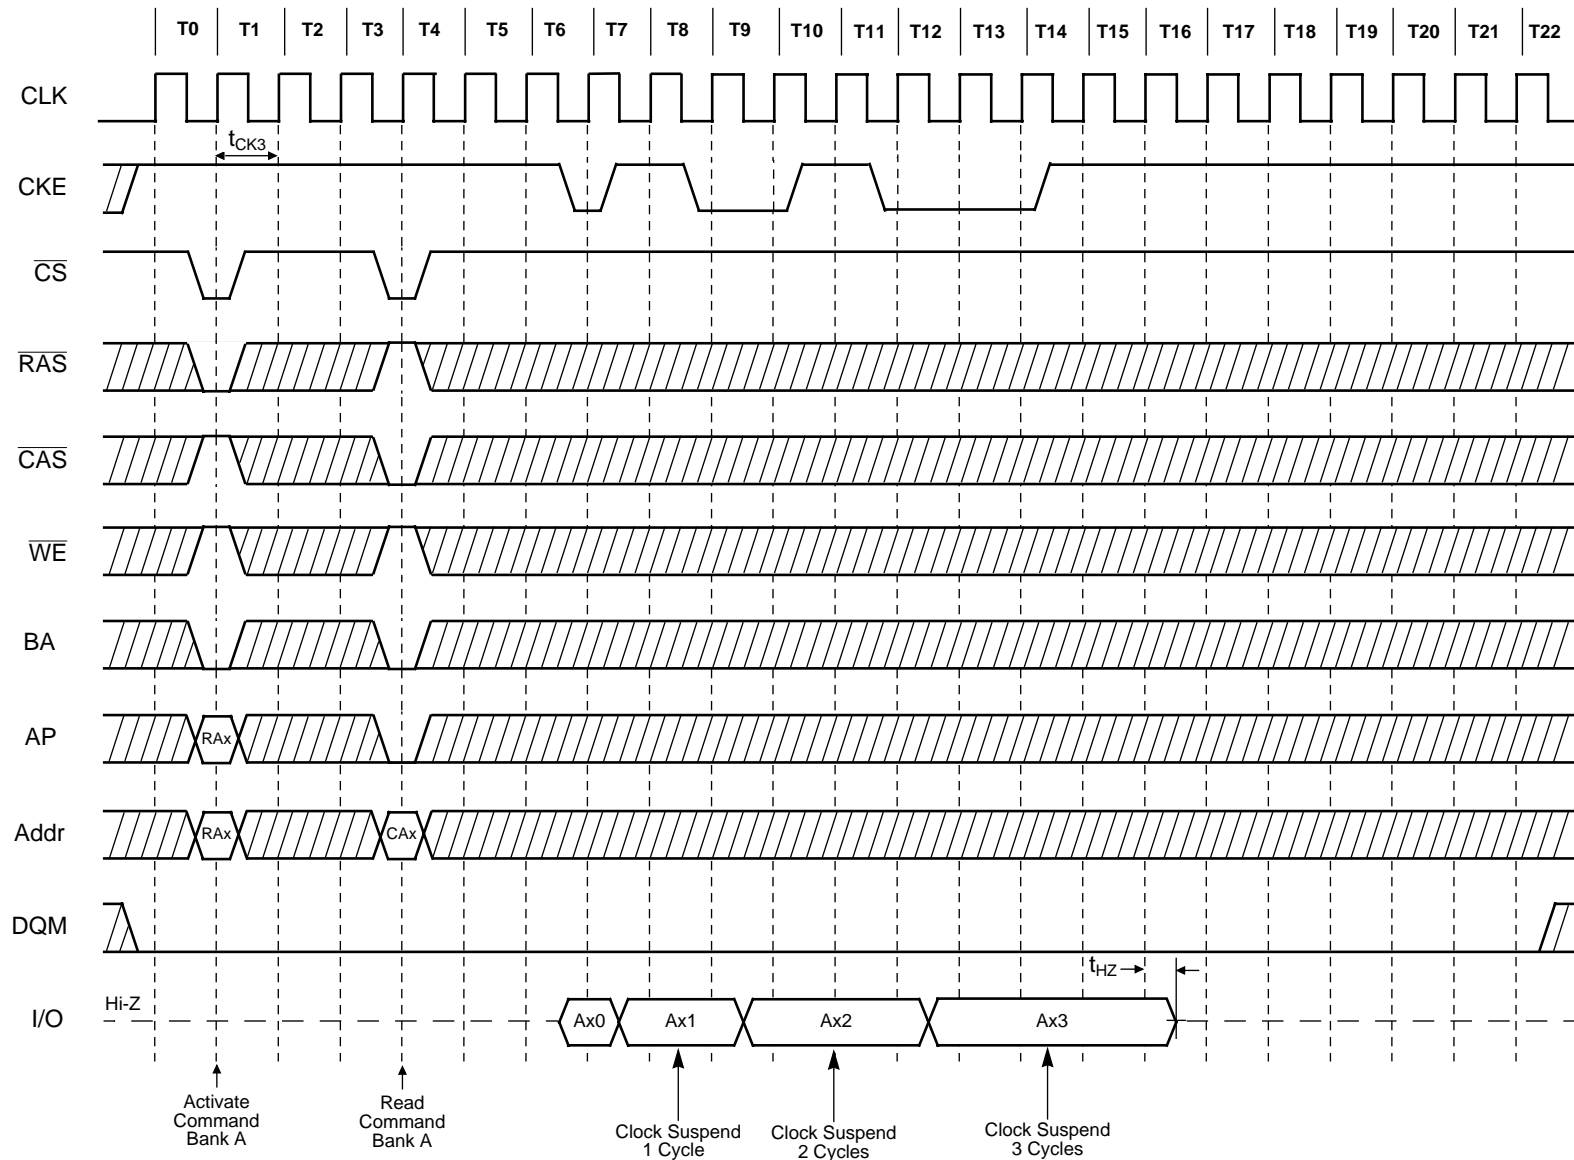 T0 T1 T2 T3 T4 T5 T6 T7 T8 T9 T10 T11 T12 T13 T14 T15 T16 T17 T18 T19 T20 T21 T22
CLK
tCK3
CKE
CS
RAS
CAS
WE
BA
AP
RAx
Addr
RAx CAx
DQM
tHZ
Hi-Z
I/O
Ax0 Ax1 Ax2 Ax3
Activate
Command
Bank A
Read
Command
Bank A
Clock Suspend
1 Cycle
Clock Suspend
2 Cycles
Clock Suspend
3 Cycles